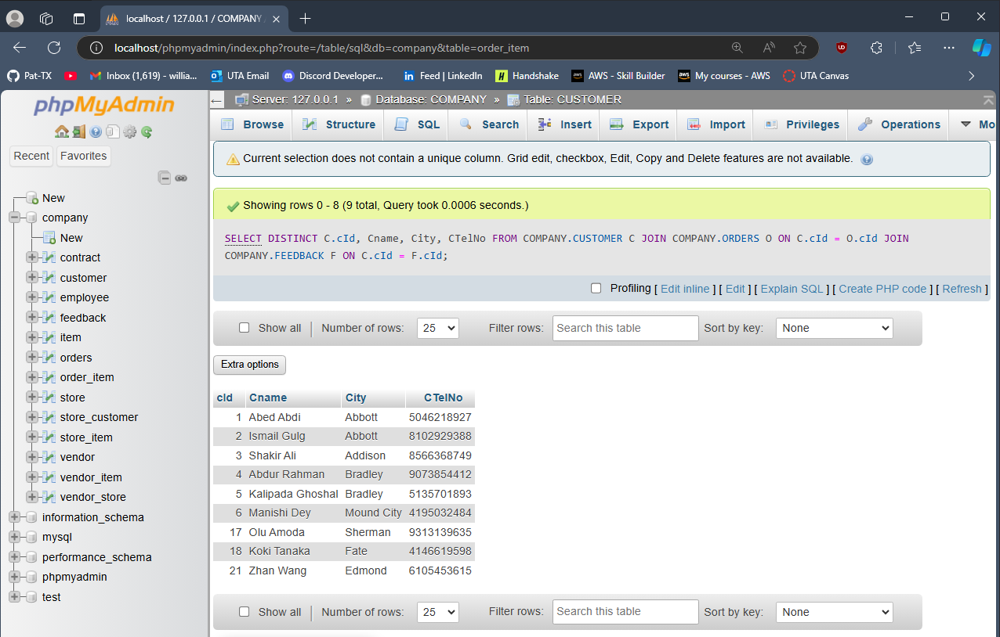 localhost / 127.0.0.1 / COMPANY
localhost/phpmyadmin/index.php?route=/table/sql&db=company&table=order_item
Pat-TX
Inbox (1,619) - willia...
UTA Email
Discord Developer...
Feed | LinkedIn
Handshake
AWS - Skill Builder
My courses - AWS
UTA Canvas
phpMyAdmin
Recent
Favorites
New
company
New
contract
customer
employee
feedback
item
orders
order_item
store
store_customer
store_item
vendor
vendor_item
vendor_store
information_schema
mysql
performance_schema
phpmyadmin
test
Server: 127.0.0.1 » Database: COMPANY » Table: CUSTOMER
Browse Structure SQL Search Insert Export Import Privileges Operations Mo
Current selection does not contain a unique column. Grid edit, checkbox, Edit, Copy and Delete features are not available.
Showing rows 0 - 8 (9 total, Query took 0.0006 seconds.)
SELECT DISTINCT C.cId, Cname, City, CTelNo FROM COMPANY.CUSTOMER C JOIN COMPANY.ORDERS O ON C.cId = O.cId JOIN
COMPANY.FEEDBACK F ON C.cId = F.cId;
Profiling [ Edit inline ] [ Edit ] [ Explain SQL ] [ Create PHP code ] [ Refresh ]
Show all | Number of rows: 25 Filter rows: Search this table Sort by key: None
Extra options
cId Cname City CTelNo
1 Abed Abdi Abbott 5046218927
2 Ismail Gulg Abbott 8102929388
3 Shakir Ali Addison 8566368749
4 Abdur Rahman Bradley 9073854412
5 Kalipada Ghoshal Bradley 5135701893
6 Manishi Dey Mound City 4195032484
17 Olu Amoda Sherman 9313139635
18 Koki Tanaka Fate 4146619598
21 Zhan Wang Edmond 6105453615
Show all | Number of rows: 25 Filter rows: Search this table Sort by key: None